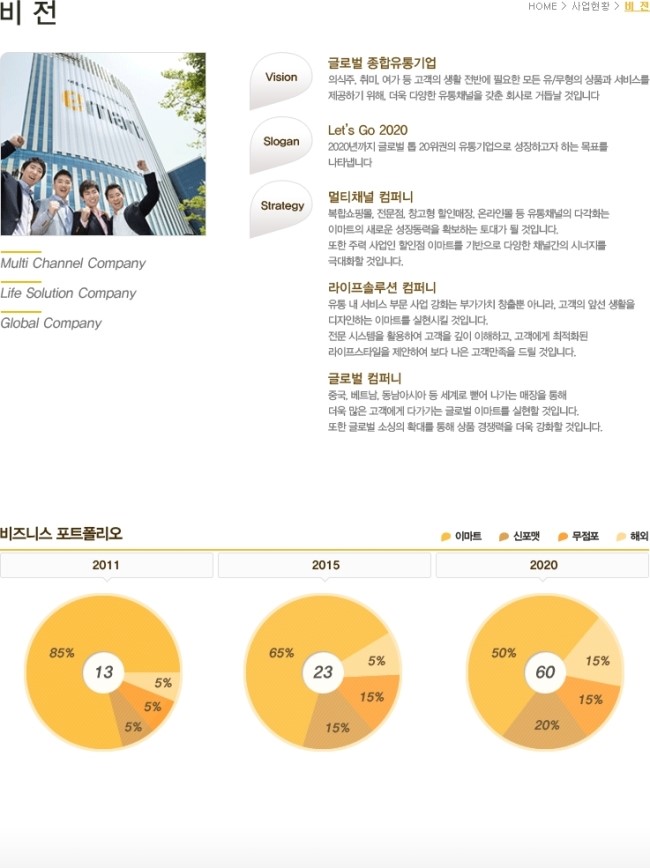 비 전
HOME > 사업현황 > 비 젼
emart
Vision
글로벌 종합유통기업
의식주, 취미, 여가 등 고객의 생활 전반에 필요한 모든 유/무형의 상품과 서비스를
제공하기 위해, 더욱 다양한 유통채널을 갖춘 회사로 거듭날 것입니다
Slogan
Let's Go 2020
2020년까지 글로벌 톱 20위권의 유통기업으로 성장하고자 하는 목표를
나타냅니다
Strategy
멀티채널 컴퍼니
복합쇼핑몰, 전문점, 창고형 할인매장, 온라인몰 등 유통채널의 다각화는
이마트의 새로운 성장동력을 확보하는 토대가 될 것입니다.
또한 주력 사업인 할인점 이마트를 기반으로 다양한 채널간의 시너지를
극대화할 것입니다.
라이프솔루션 컴퍼니
유통 내 서비스 부문 사업 강화는 부가가치 창출뿐 아니라, 고객의 앞선 생활을
디자인하는 이마트를 실현시킬 것입니다.
전문 시스템을 활용하여 고객을 깊이 이해하고, 고객에게 최적화된
라이프스타일을 제안하여 보다 나은 고객만족을 드릴 것입니다.
글로벌 컴퍼니
중국, 베트남, 동남아시아 등 세계로 뻗어 나가는 매장을 통해
더욱 많은 고객에게 다가가는 글로벌 이마트를 실현할 것입니다.
또한 글로벌 소싱의 확대를 통해 상품 경쟁력을 더욱 강화할 것입니다.
Multi Channel Company
Life Solution Company
Global Company
비즈니스 포트폴리오
이마트 신포맷 무점포 해외
2011 2015 2020
85% 13 5% 5% 5%
65% 23 5% 15% 15%
50% 60 15% 15% 20%